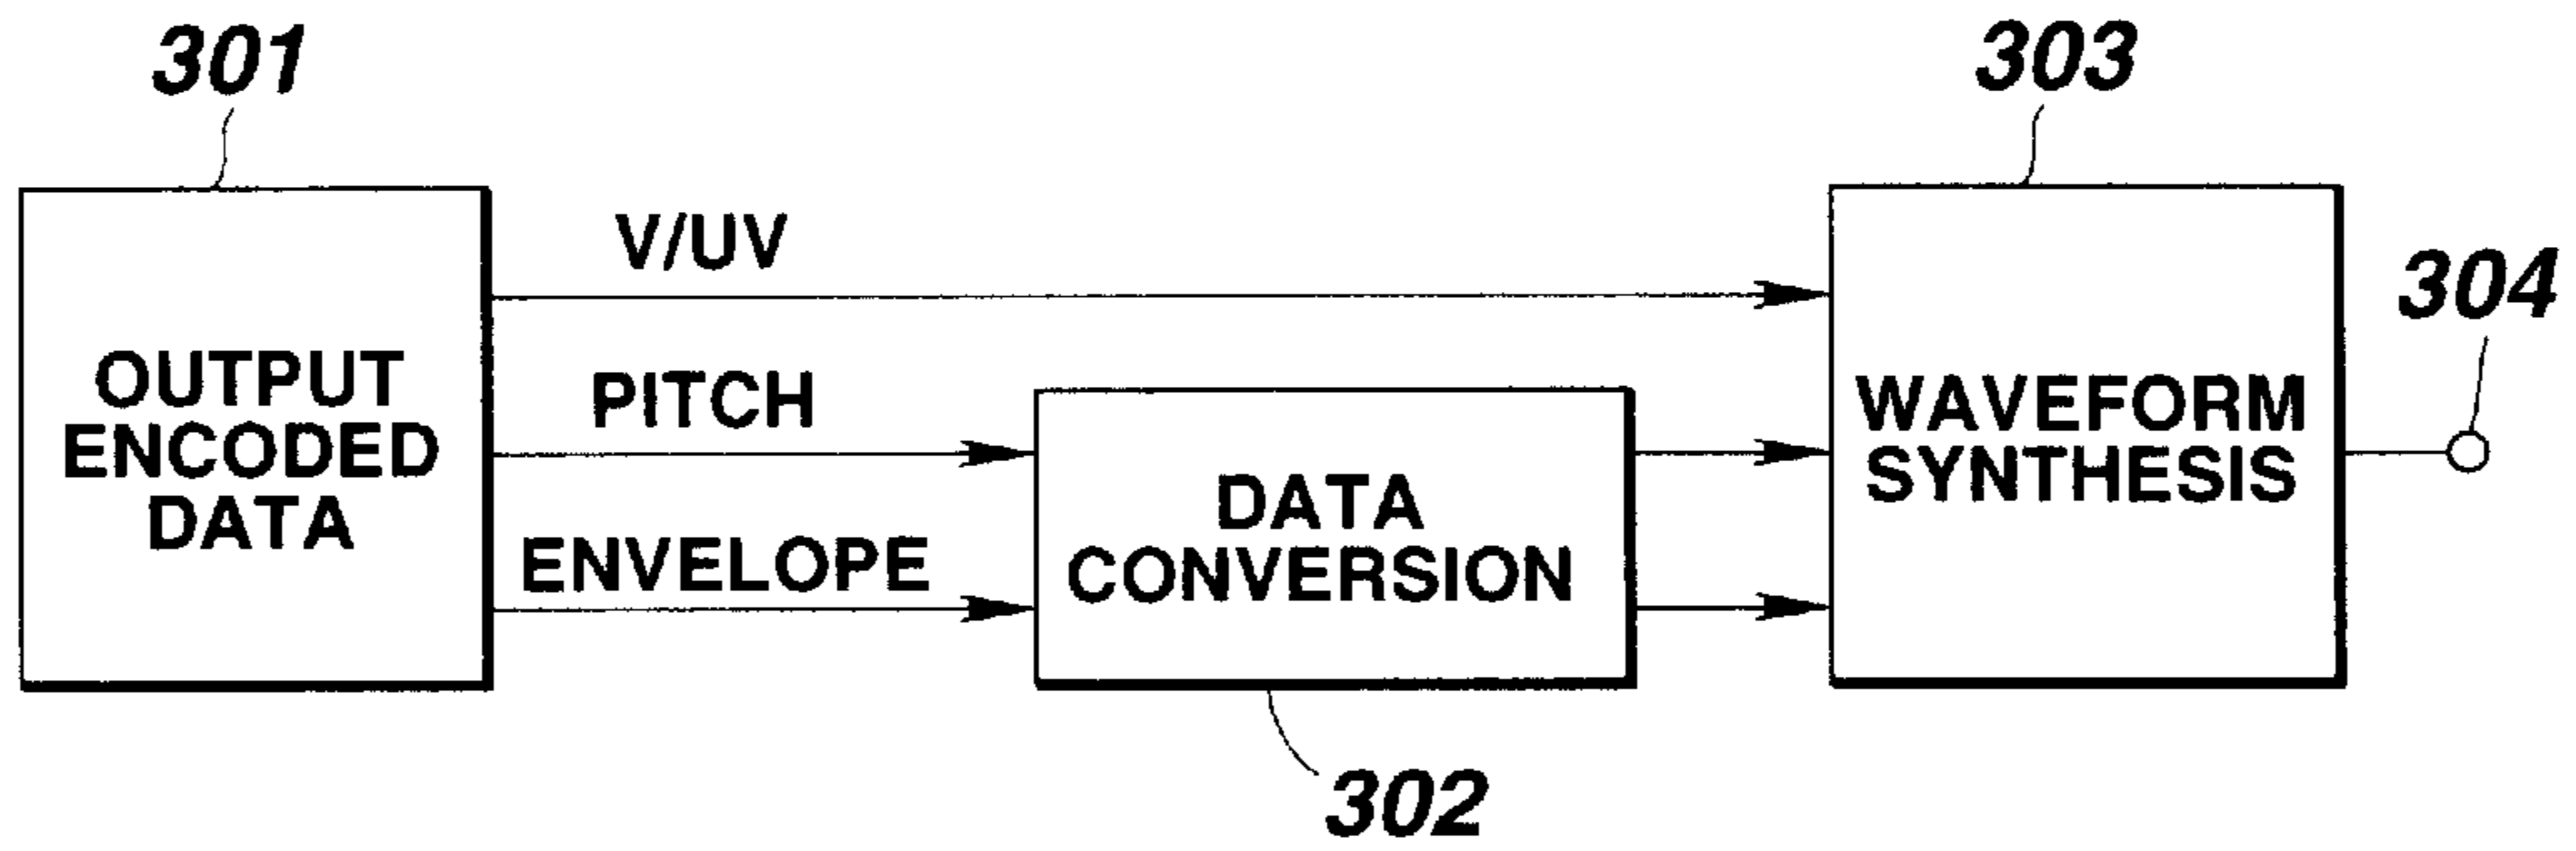 301
303
V/UV
304
OUTPUT
ENCODED
DATA
PITCH
WAVEFORM
SYNTHESIS
DATA
CONVERSION
ENVELOPE
302